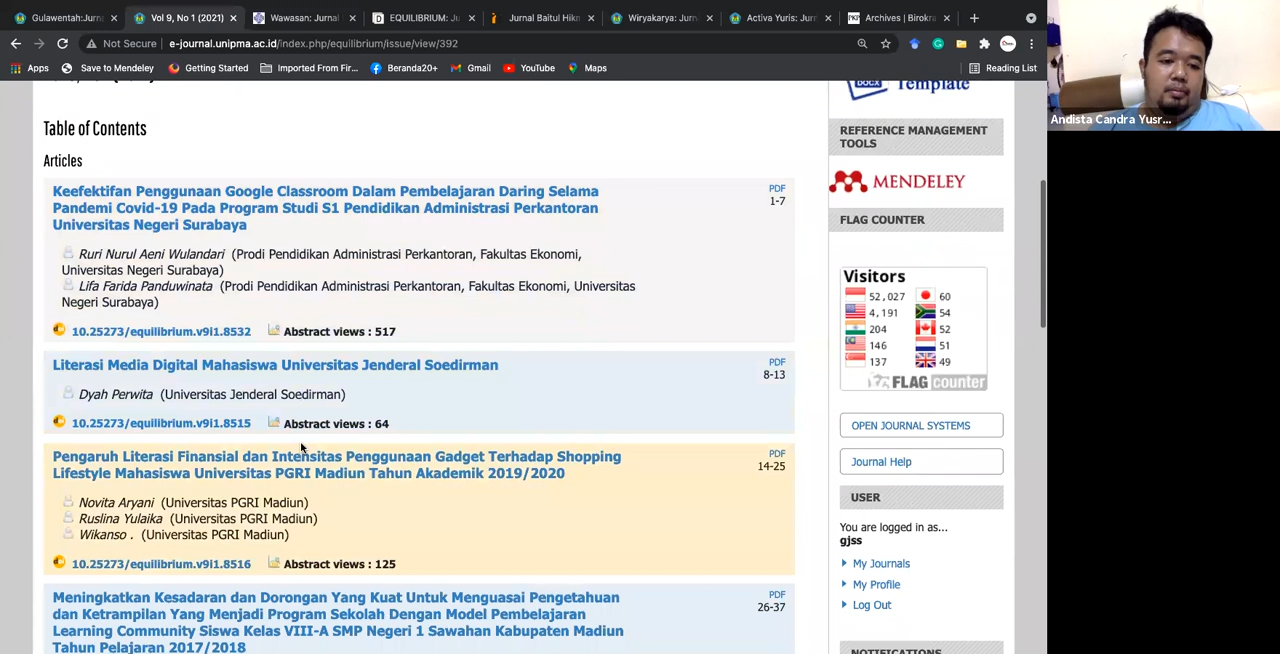 Gulawentah:Jurna
Vol 9, No 1 (2021)
Wawasan: Jurnal
EQUILIBRIUM: Ju
Jurnal Baitul Hikm
Wiryakarya: Jurn
Activa Yuris: Jurn
Archives | Birokra
Not Secure
e-journal.unipma.ac.id/index.php/equilibrium/issue/view/392
Apps
Save to Mendeley
Getting Started
Imported From Fir...
Beranda20+
Gmail
YouTube
Maps
Reading List
Table of Contents
Articles
Keefektifan Penggunaan Google Classroom Dalam Pembelajaran Daring Selama
Pandemi Covid-19 Pada Program Studi S1 Pendidikan Administrasi Perkantoran
Universitas Negeri Surabaya
PDF
1-7
Ruri Nurul Aeni Wulandari (Prodi Pendidikan Administrasi Perkantoran, Fakultas Ekonomi,
Universitas Negeri Surabaya)
Lifa Farida Panduwinata (Prodi Pendidikan Administrasi Perkantoran, Fakultas Ekonomi, Universitas
Negeri Surabaya)
10.25273/equilibrium.v9i1.8532 Abstract views : 517
Literasi Media Digital Mahasiswa Universitas Jenderal Soedirman
PDF
8-13
Dyah Perwita (Universitas Jenderal Soedirman)
10.25273/equilibrium.v9i1.8515 Abstract views : 64
Pengaruh Literasi Finansial dan Intensitas Penggunaan Gadget Terhadap Shopping
Lifestyle Mahasiswa Universitas PGRI Madiun Tahun Akademik 2019/2020
PDF
14-25
Novita Aryani (Universitas PGRI Madiun)
Ruslina Yulaika (Universitas PGRI Madiun)
Wikanso . (Universitas PGRI Madiun)
10.25273/equilibrium.v9i1.8516 Abstract views : 125
Meningkatkan Kesadaran dan Dorongan Yang Kuat Untuk Menguasai Pengetahuan
dan Ketrampilan Yang Menjadi Program Sekolah Dengan Model Pembelajaran
Learning Community Siswa Kelas VIII-A SMP Negeri 1 Sawahan Kabupaten Madiun
Tahun Pelajaran 2017/2018
PDF
26-37
DOCX Template
REFERENCE MANAGEMENT
TOOLS
MENDELEY
FLAG COUNTER
Visitors
52,027 60
4,191 54
204 52
146 51
137 49
FLAG counter
OPEN JOURNAL SYSTEMS
Journal Help
USER
You are logged in as...
gjss
My Journals
My Profile
Log Out
NOTIFICATIONS
Andista Candra Yusr...